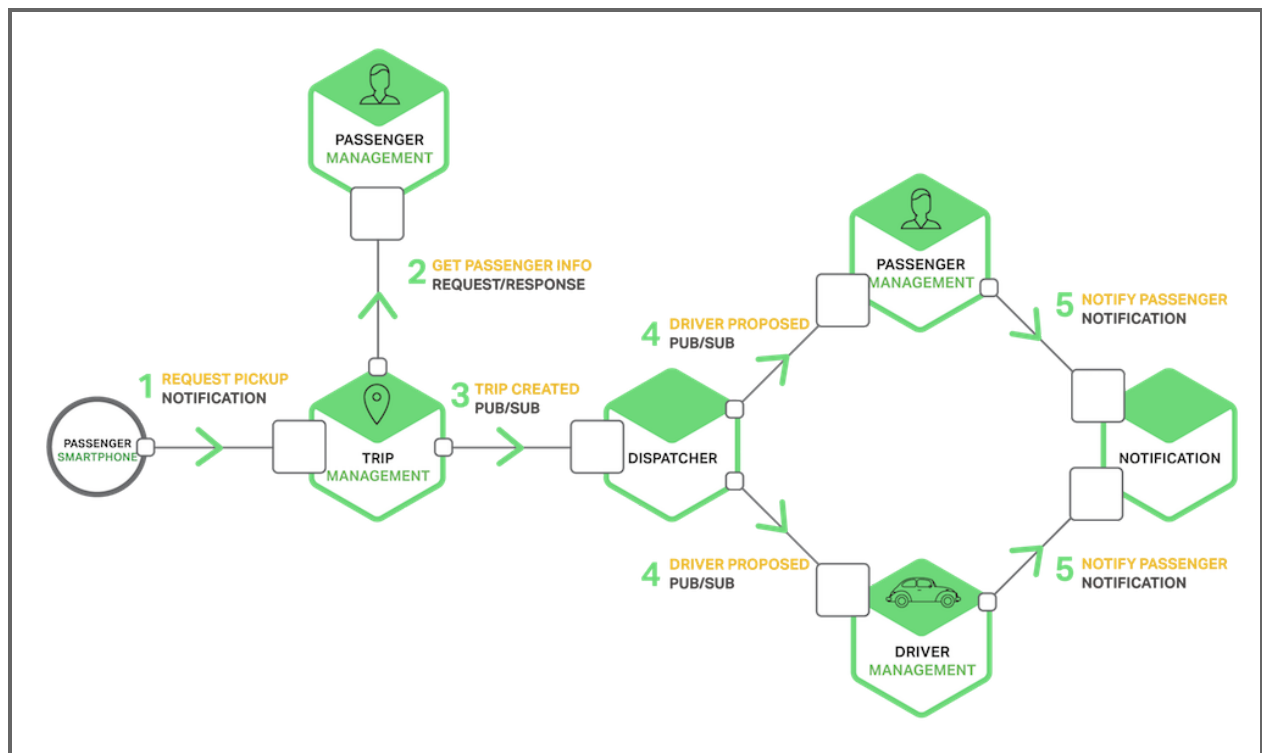 PASSENGER
MANAGEMENT
2 GET PASSENGER INFO
REQUEST/RESPONSE
1 REQUEST PICKUP
NOTIFICATION
PASSENGER
SMARTPHONE
TRIP
MANAGEMENT
3 TRIP CREATED
PUB/SUB
DISPATCHER
4 DRIVER PROPOSED
PUB/SUB
PASSENGER
MANAGEMENT
5 NOTIFY PASSENGER
NOTIFICATION
4 DRIVER PROPOSED
PUB/SUB
DRIVER
MANAGEMENT
5 NOTIFY PASSENGER
NOTIFICATION
NOTIFICATION